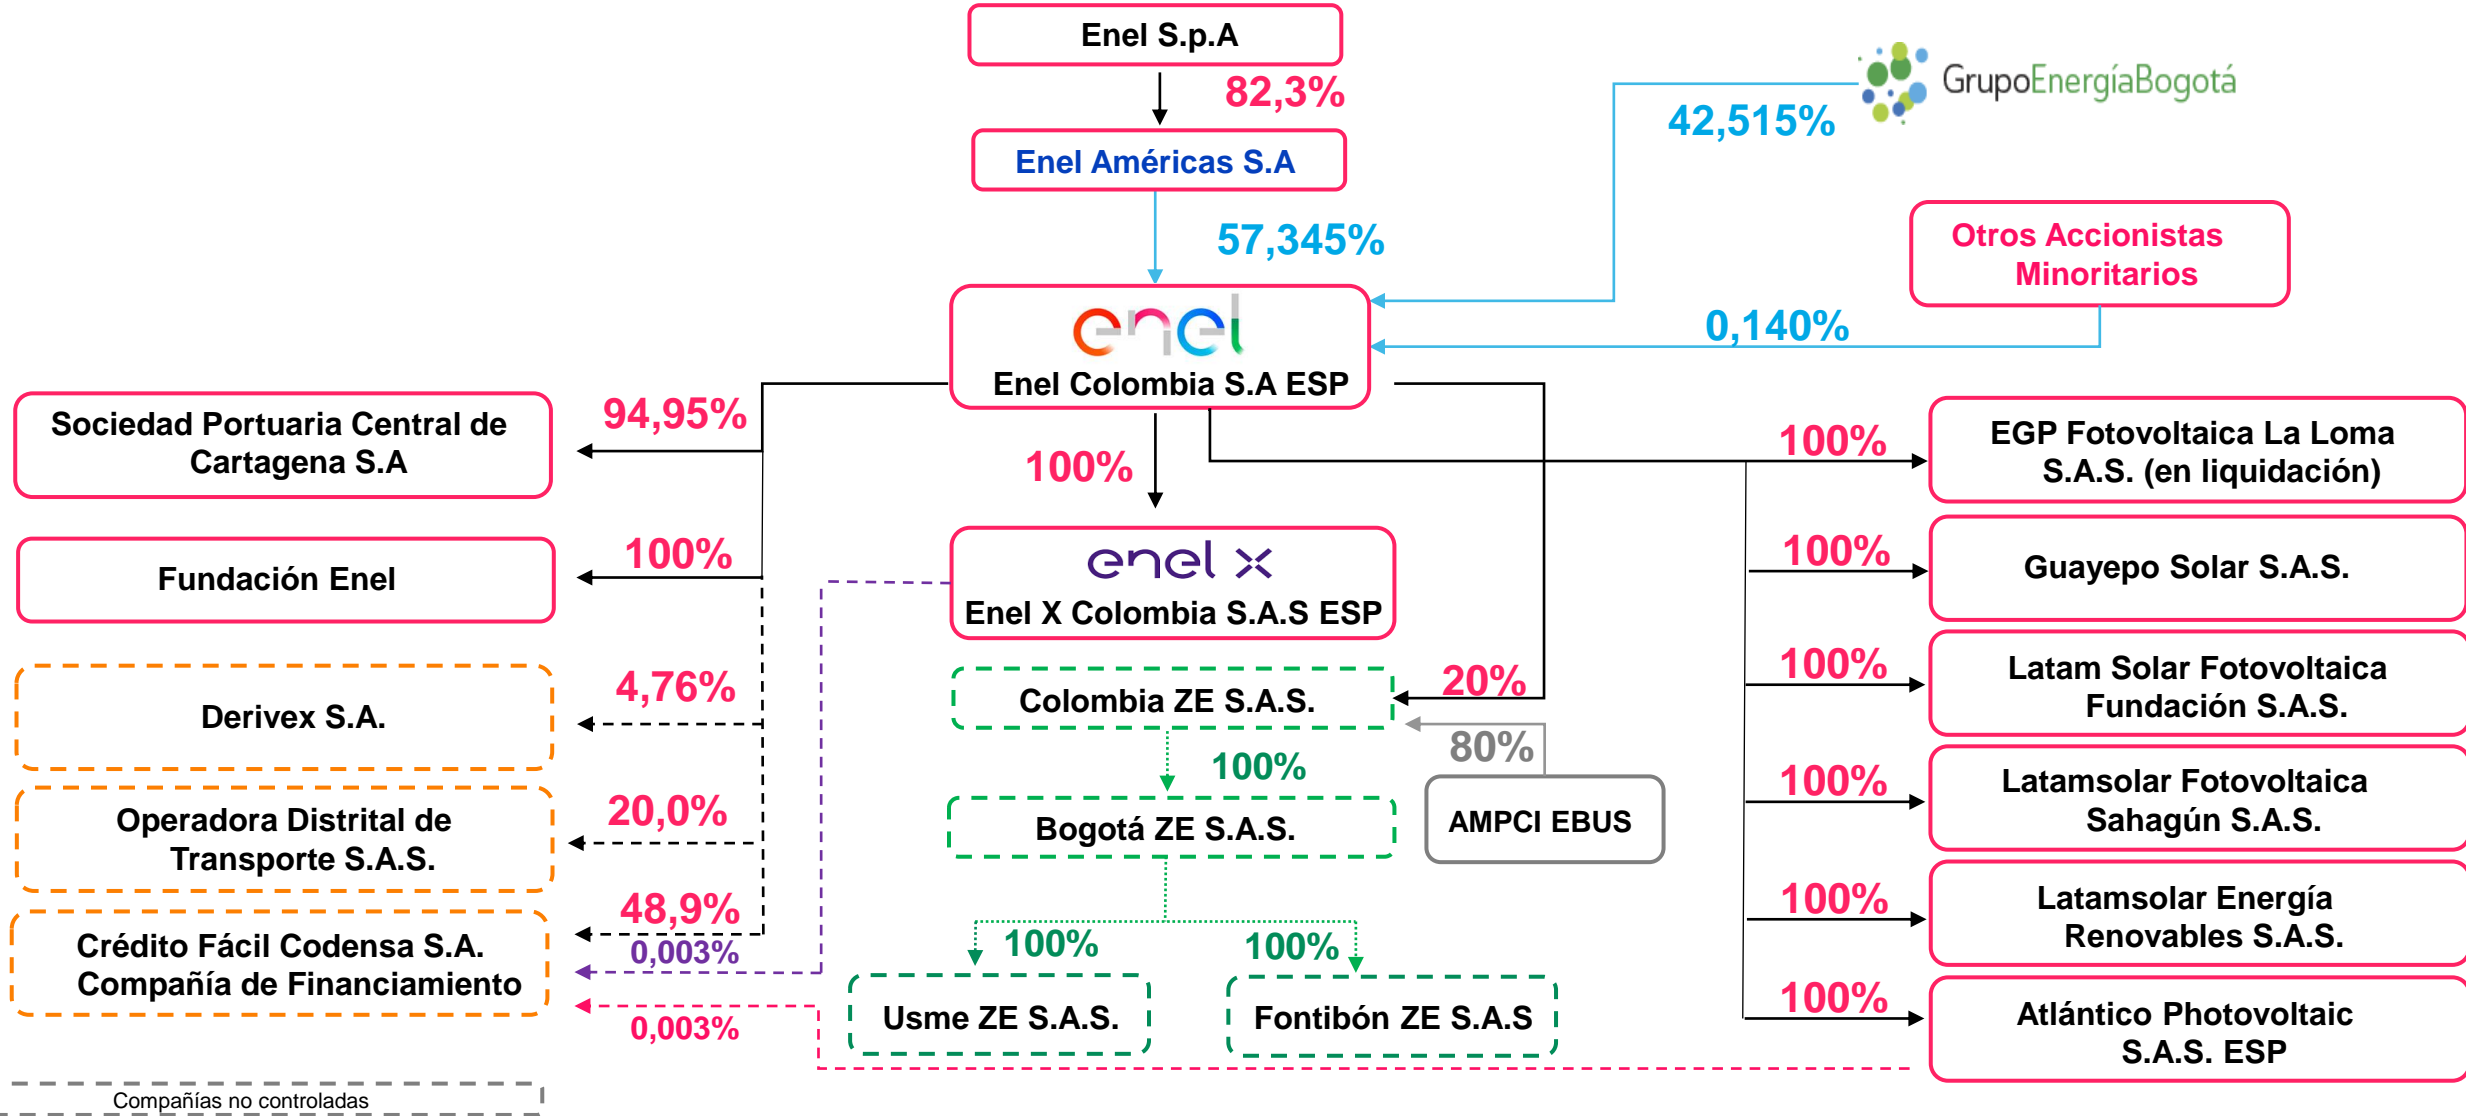 Enel S.p.A
82,3%
GrupoEnergíaBogotá
42,515%
Enel Américas S.A
57,345%
Otros Accionistas
Minoritarios
0,140%
enel
Enel Colombia S.A ESP
Sociedad Portuaria Central de
Cartagena S.A
94,95%
100%
100%
EGP Fotovoltaica La Loma
S.A.S. (en liquidación)
Fundación Enel
100%
enel x
Enel X Colombia S.A.S ESP
100%
Guayepo Solar S.A.S.
Derivex S.A.
4,76%
Colombia ZE S.A.S.
20%
80%
100%
Latam Solar Fotovoltaica
Fundación S.A.S.
100%
Operadora Distrital de
Transporte S.A.S.
20,0%
Bogotá ZE S.A.S.
AMPCI EBUS
100%
Latamsolar Fotovoltaica
Sahagún S.A.S.
Crédito Fácil Codensa S.A.
Compañía de Financiamiento
48,9%
0,003%
0,003%
100%
100%
100%
Latamsolar Energía
Renovables S.A.S.
Usme ZE S.A.S.
Fontibón ZE S.A.S
100%
Atlántico Photovoltaic
S.A.S. ESP
Compañías no controladas